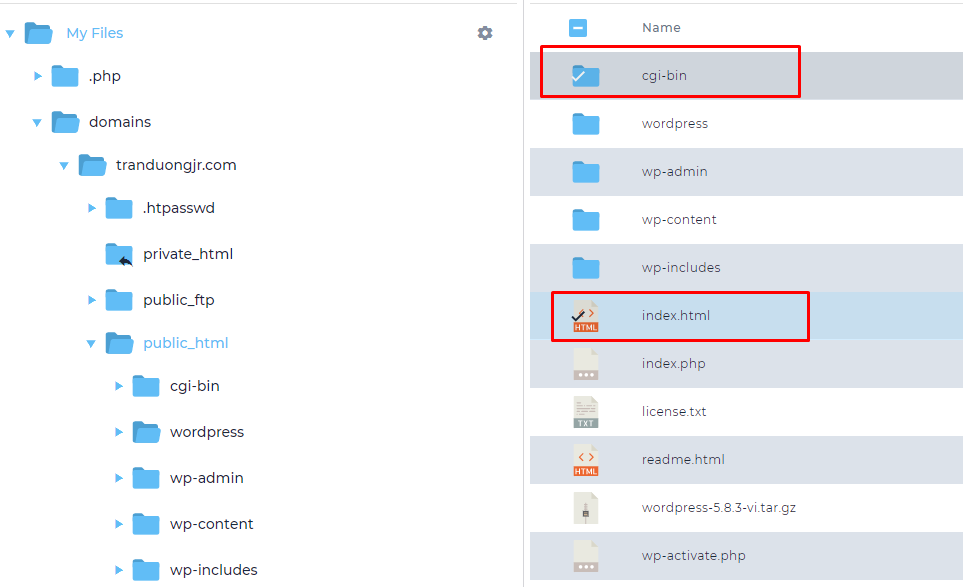 My Files
.php
domains
tranduongjr.com
.htpasswd
private_html
public_ftp
public_html
cgi-bin
wordpress
wp-admin
wp-content
wp-includes
Name
cgi-bin
wordpress
wp-admin
wp-content
wp-includes
HTML
index.html
index.php
TXT
license.txt
HTML
readme.html
wordpress-5.8.3-vi.tar.gz
wp-activate.php